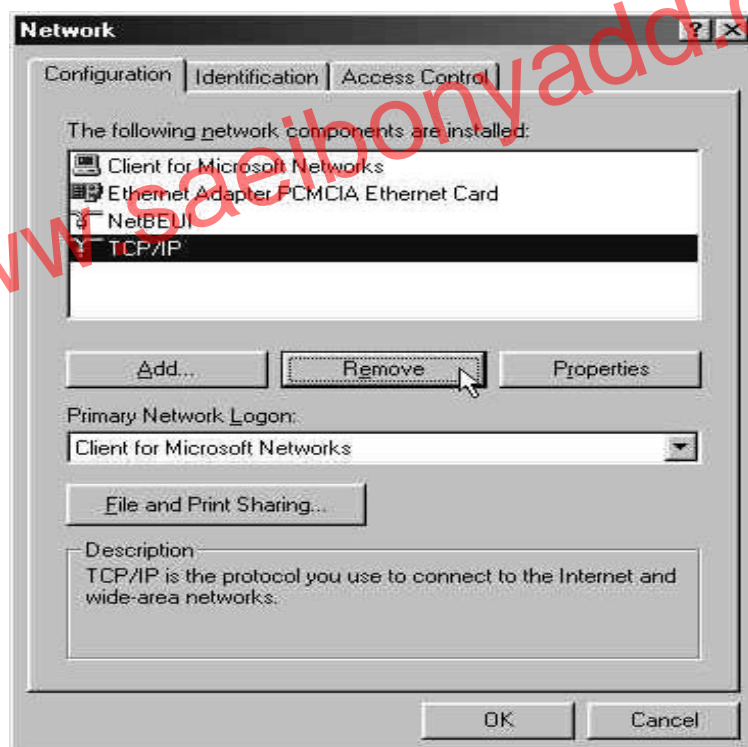 Network
Configuration Identification Access Control
The following network components are installed:
Client for Microsoft Networks
Ethernet Adapter PCMCIA Ethernet Card
NetBEUI
TCP/IP
Add... Remove Properties
Primary Network Logon:
Client for Microsoft Networks
File and Print Sharing...
Description
TCP/IP is the protocol you use to connect to the Internet and
wide-area networks.
OK Cancel